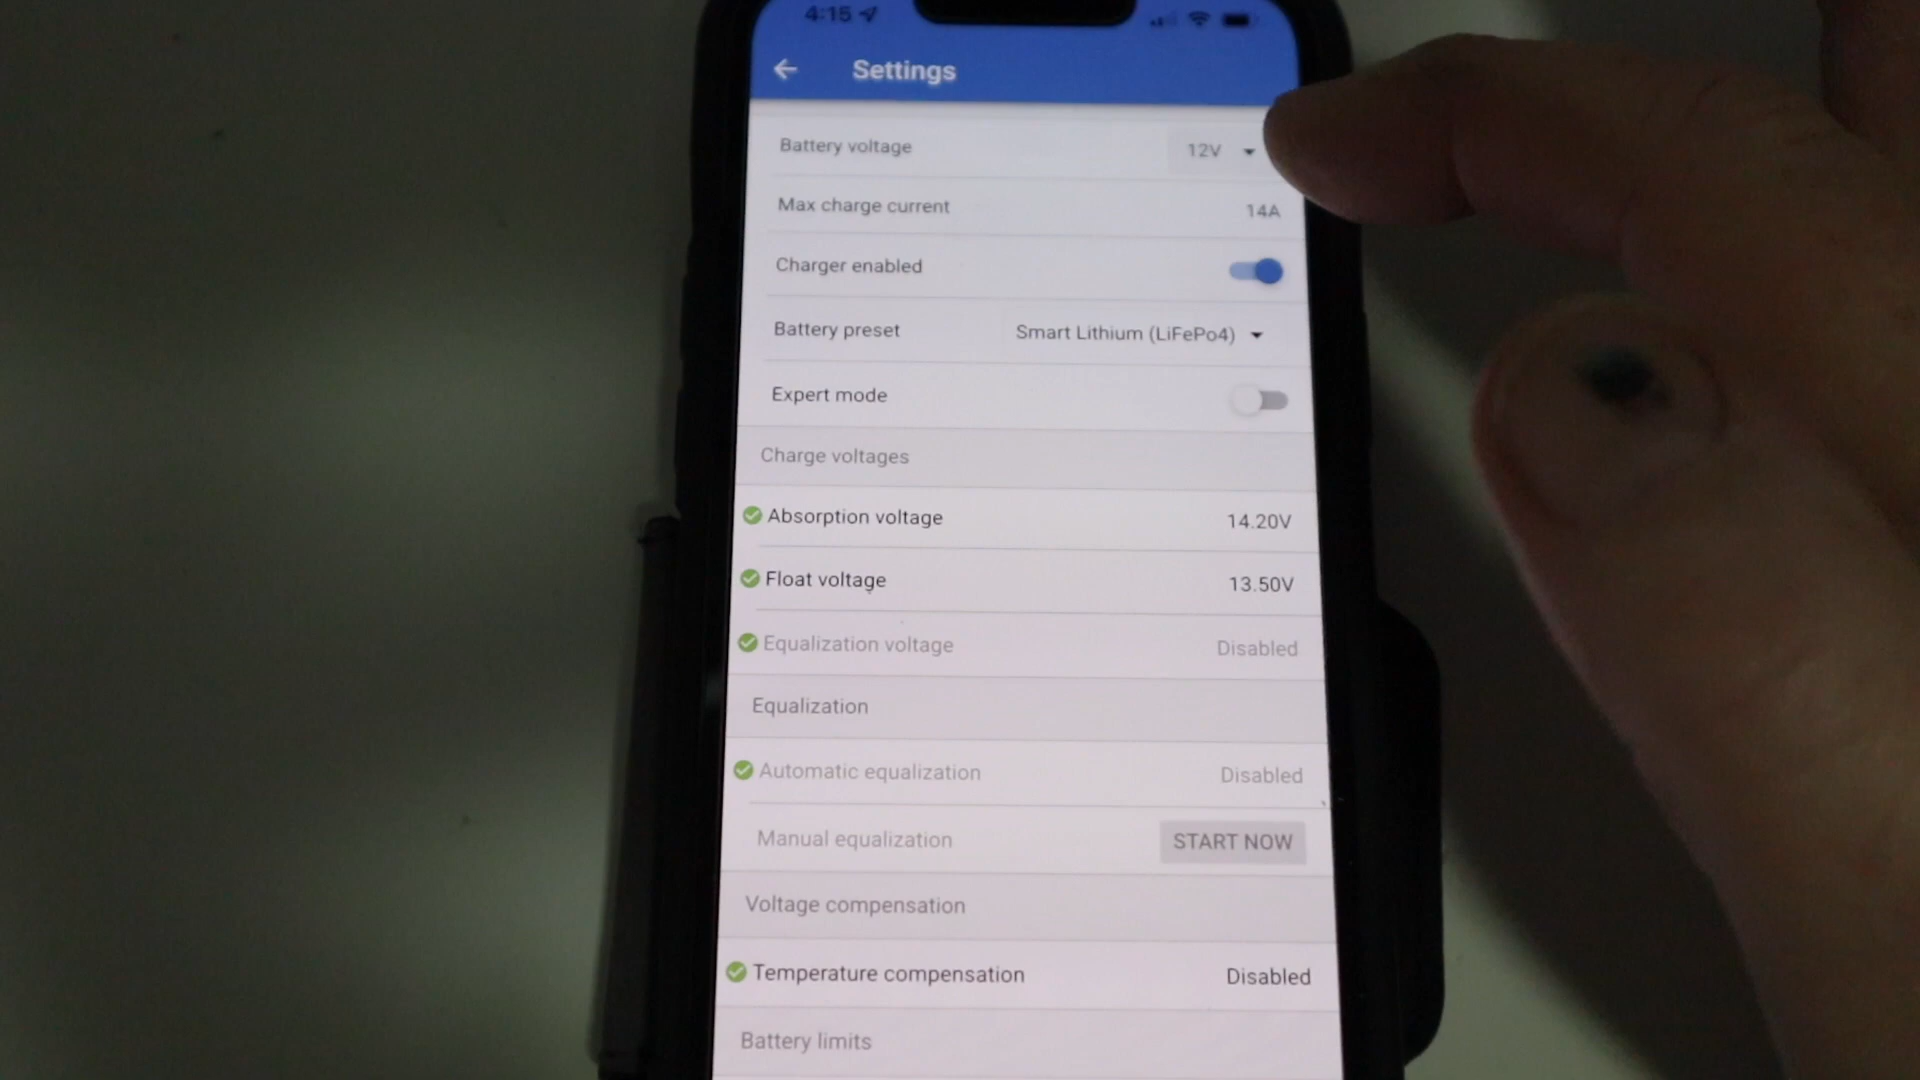 4:15
Settings
Battery voltage 12V
Max charge current 14A
Charger enabled
Battery preset Smart Lithium (LiFePo4)
Expert mode
Charge voltages
Absorption voltage 14.20V
Float voltage 13.50V
Equalization voltage Disabled
Equalization
Automatic equalization Disabled
Manual equalization START NOW
Voltage compensation
Temperature compensation Disabled
Battery limits